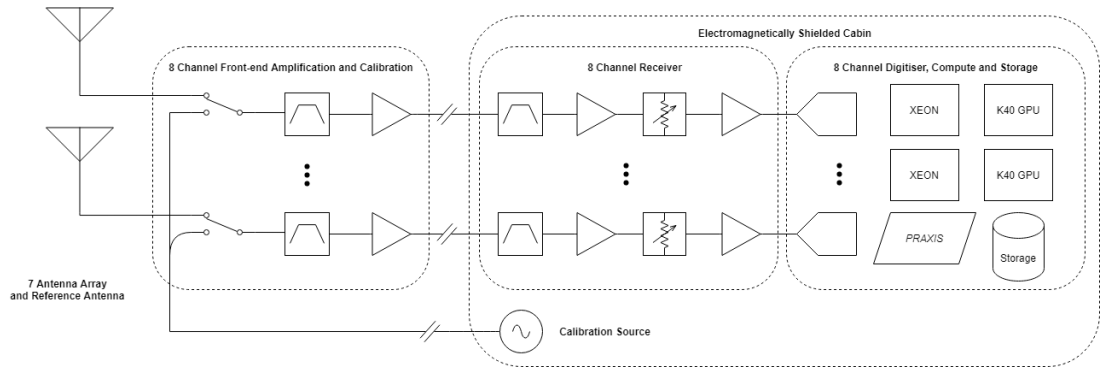 Electromagnetically Shielded Cabin
8 Channel Front-end Amplification and Calibration
8 Channel Receiver
8 Channel Digitiser, Compute and Storage
XEON
K40 GPU
XEON
K40 GPU
PRAXIS
Storage
7 Antenna Array
and Reference Antenna
Calibration Source